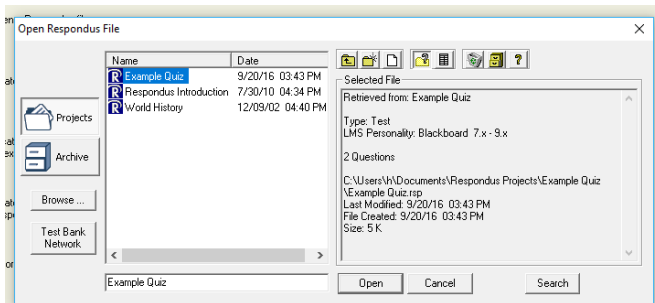 Open Respondus File
Name Date
Example Quiz 9/20/16 03:43 PM
Respondus Introduction 7/30/10 04:34 PM
World History 12/09/02 04:40 PM
Projects
Archive
Browse ...
Test Bank
Network
Example Quiz
Selected File
Retrieved from: Example Quiz
Type: Test
LMS Personality: Blackboard 7.x - 9.x
2 Questions
C:\Users\h\Documents\Respondus Projects\Example Quiz
\Example Quiz.rsp
Last Modified: 9/20/16 03:43 PM
File Created: 9/20/16 03:43 PM
Size: 5 K
Open Cancel Search